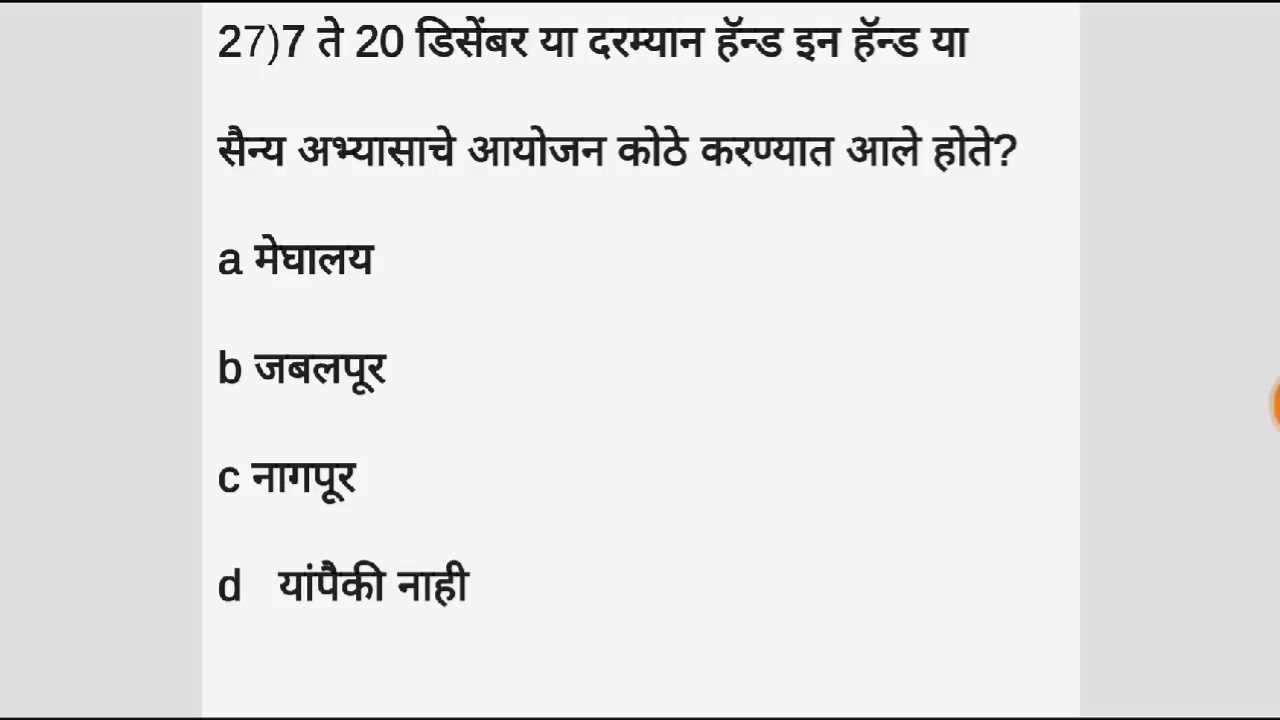 27)7 ते 20 डिसेंबर या दरम्यान हॅन्ड इन हॅन्ड या
सैन्य अभ्यासाचे आयोजन कोठे करण्यात आले होते?
a मेघालय
b जबलपूर
c नागपूर
d यांपैकी नाही